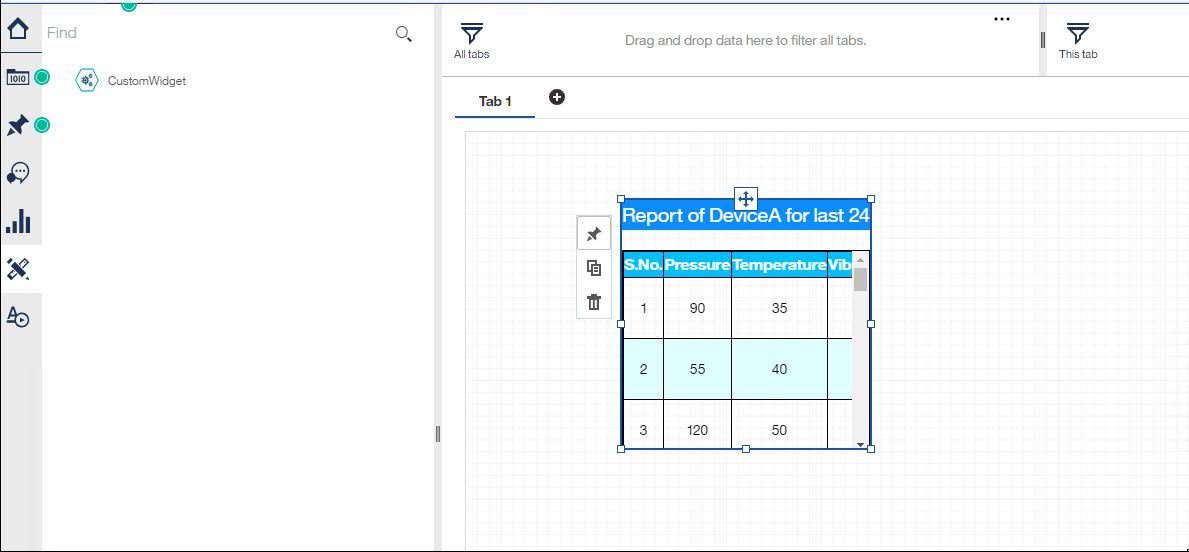 Find
CustomWidget
1010
A
All tabs
Drag and drop data here to filter all tabs.
This tab
Tab 1
Report of DeviceA for last 24
S.No. Pressure Temperature Vib
1 90 35
2 55 40
3 120 50